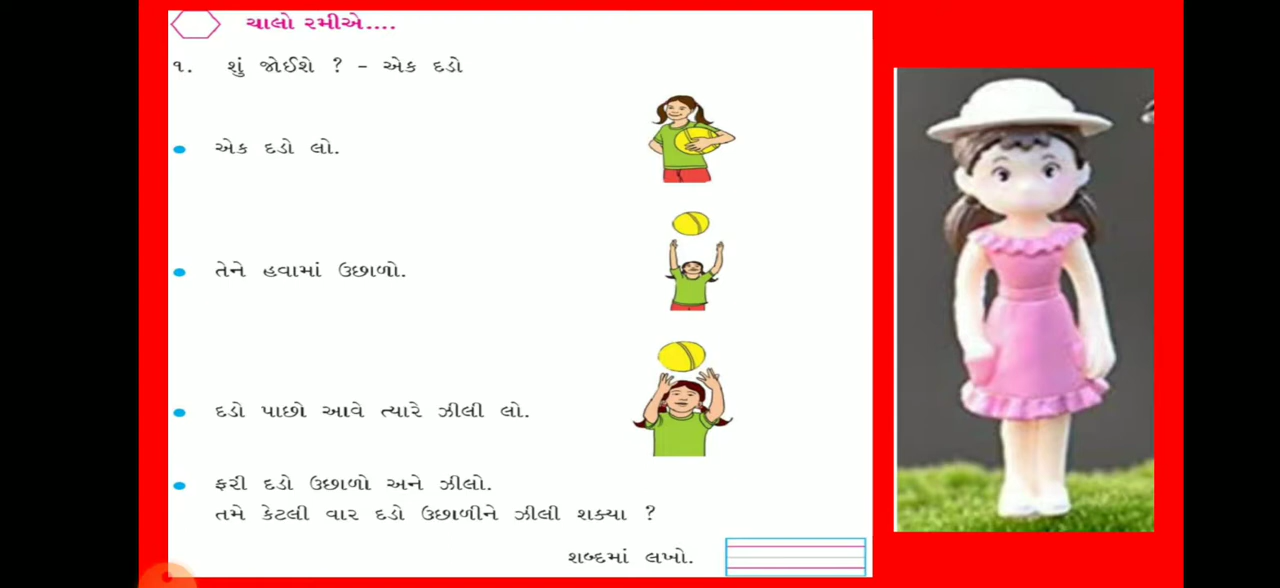 ચાલો રમીએ....
૧. શું જોઈશે ? - એક દડો
• એક દડો લો.
• તેને હવામાં ઉછાળો.
• દડો પાછો આવે ત્યારે ઝીલી લો.
• ફરી દડો ઉછાળો અને ઝીલો.
તમે કેટલી વાર દડો ઉછાળીને ઝીલી શક્યા ?
શબ્દમાં લખો.